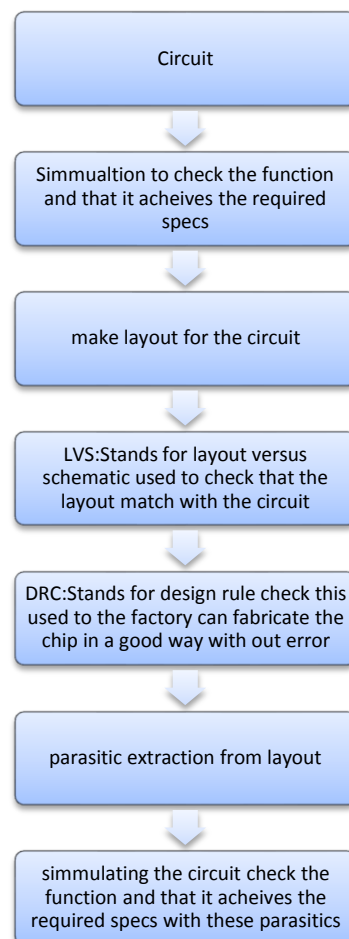 Circuit
Simmualtion to check the function
and that it acheives the required
specs
make layout for the circuit
LVS:Stands for layout versus
schematic used to check that the
layout match with the circuit
DRC:Stands for design rule check this
used to the factory can fabricate the
chip in a good way with out error
parasitic extraction from layout
simmulating the circuit check the
function and that it acheives the
required specs with these parasitics